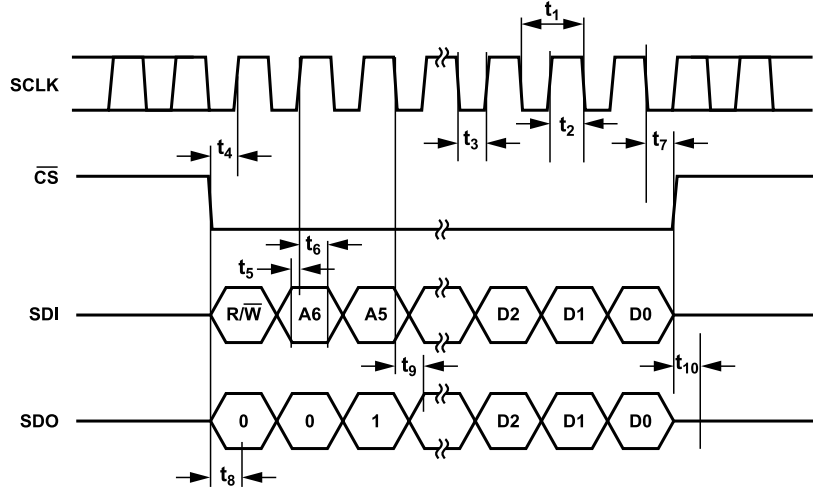 t1
SCLK
t4
t3
t2
t7
CS
t6
t5
SDI
R/W
A6
A5
D2
D1
D0
t9
t10
SDO
0
0
1
D2
D1
D0
t8